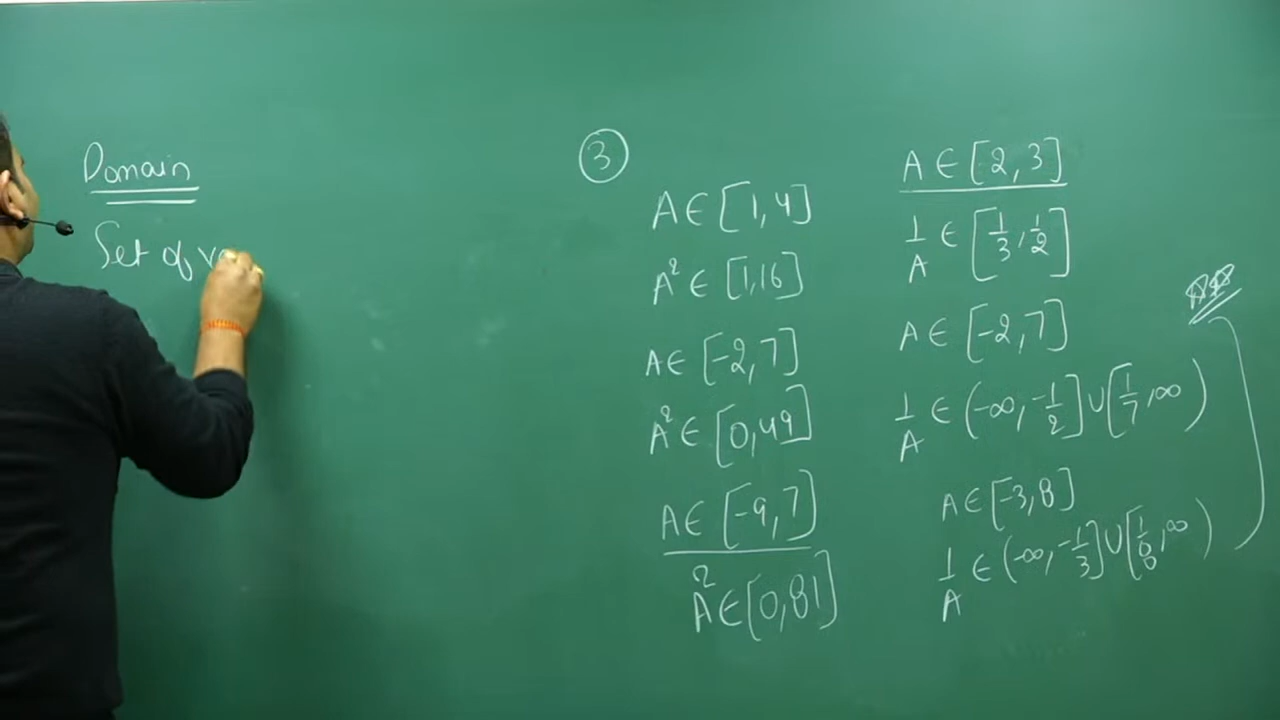 Domain
Set of v
③
A ∈ [1,4]
A² ∈ [1,16]
A ∈ [-2,7]
A² ∈ [0,49]
A ∈ [-9,7]
A² ∈ [0,81]
A ∈ [2,3]
1/A ∈ [1/3, 1/2]
A ∈ [-2,7]
1/A ∈ (-∞, -1/2] ∪ [1/7, ∞)
A ∈ [-3,8]
1/A ∈ (-∞, -1/3] ∪ [1/8, ∞)